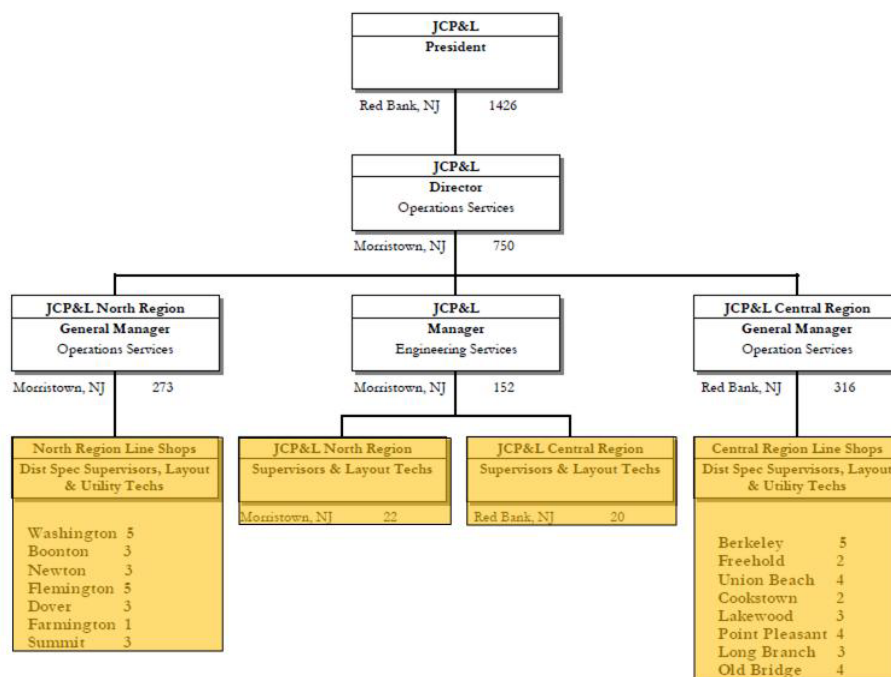 JCP&L
President
Red Bank, NJ 1426
JCP&L
Director
Operations Services
Morristown, NJ 750
JCP&L North Region
General Manager
Operations Services
Morristown, NJ 273
JCP&L
Manager
Engineering Services
Morristown, NJ 152
JCP&L Central Region
General Manager
Operation Services
Red Bank, NJ 316
North Region Line Shops
Dist Spec Supervisors, Layout
& Utility Techs
Washington 5
Boonton 3
Newton 3
Flemington 5
Dover 3
Farmington 1
Summit 3
JCP&L North Region
Supervisors & Layout Techs
Morristown, NJ 22
JCP&L Central Region
Supervisors & Layout Techs
Red Bank, NJ 20
Central Region Line Shops
Dist Spec Supervisors, Layout
& Utility Techs
Berkeley 5
Freehold 2
Union Beach 4
Cookstown 2
Lakewood 3
Point Pleasant 4
Long Branch 3
Old Bridge 4